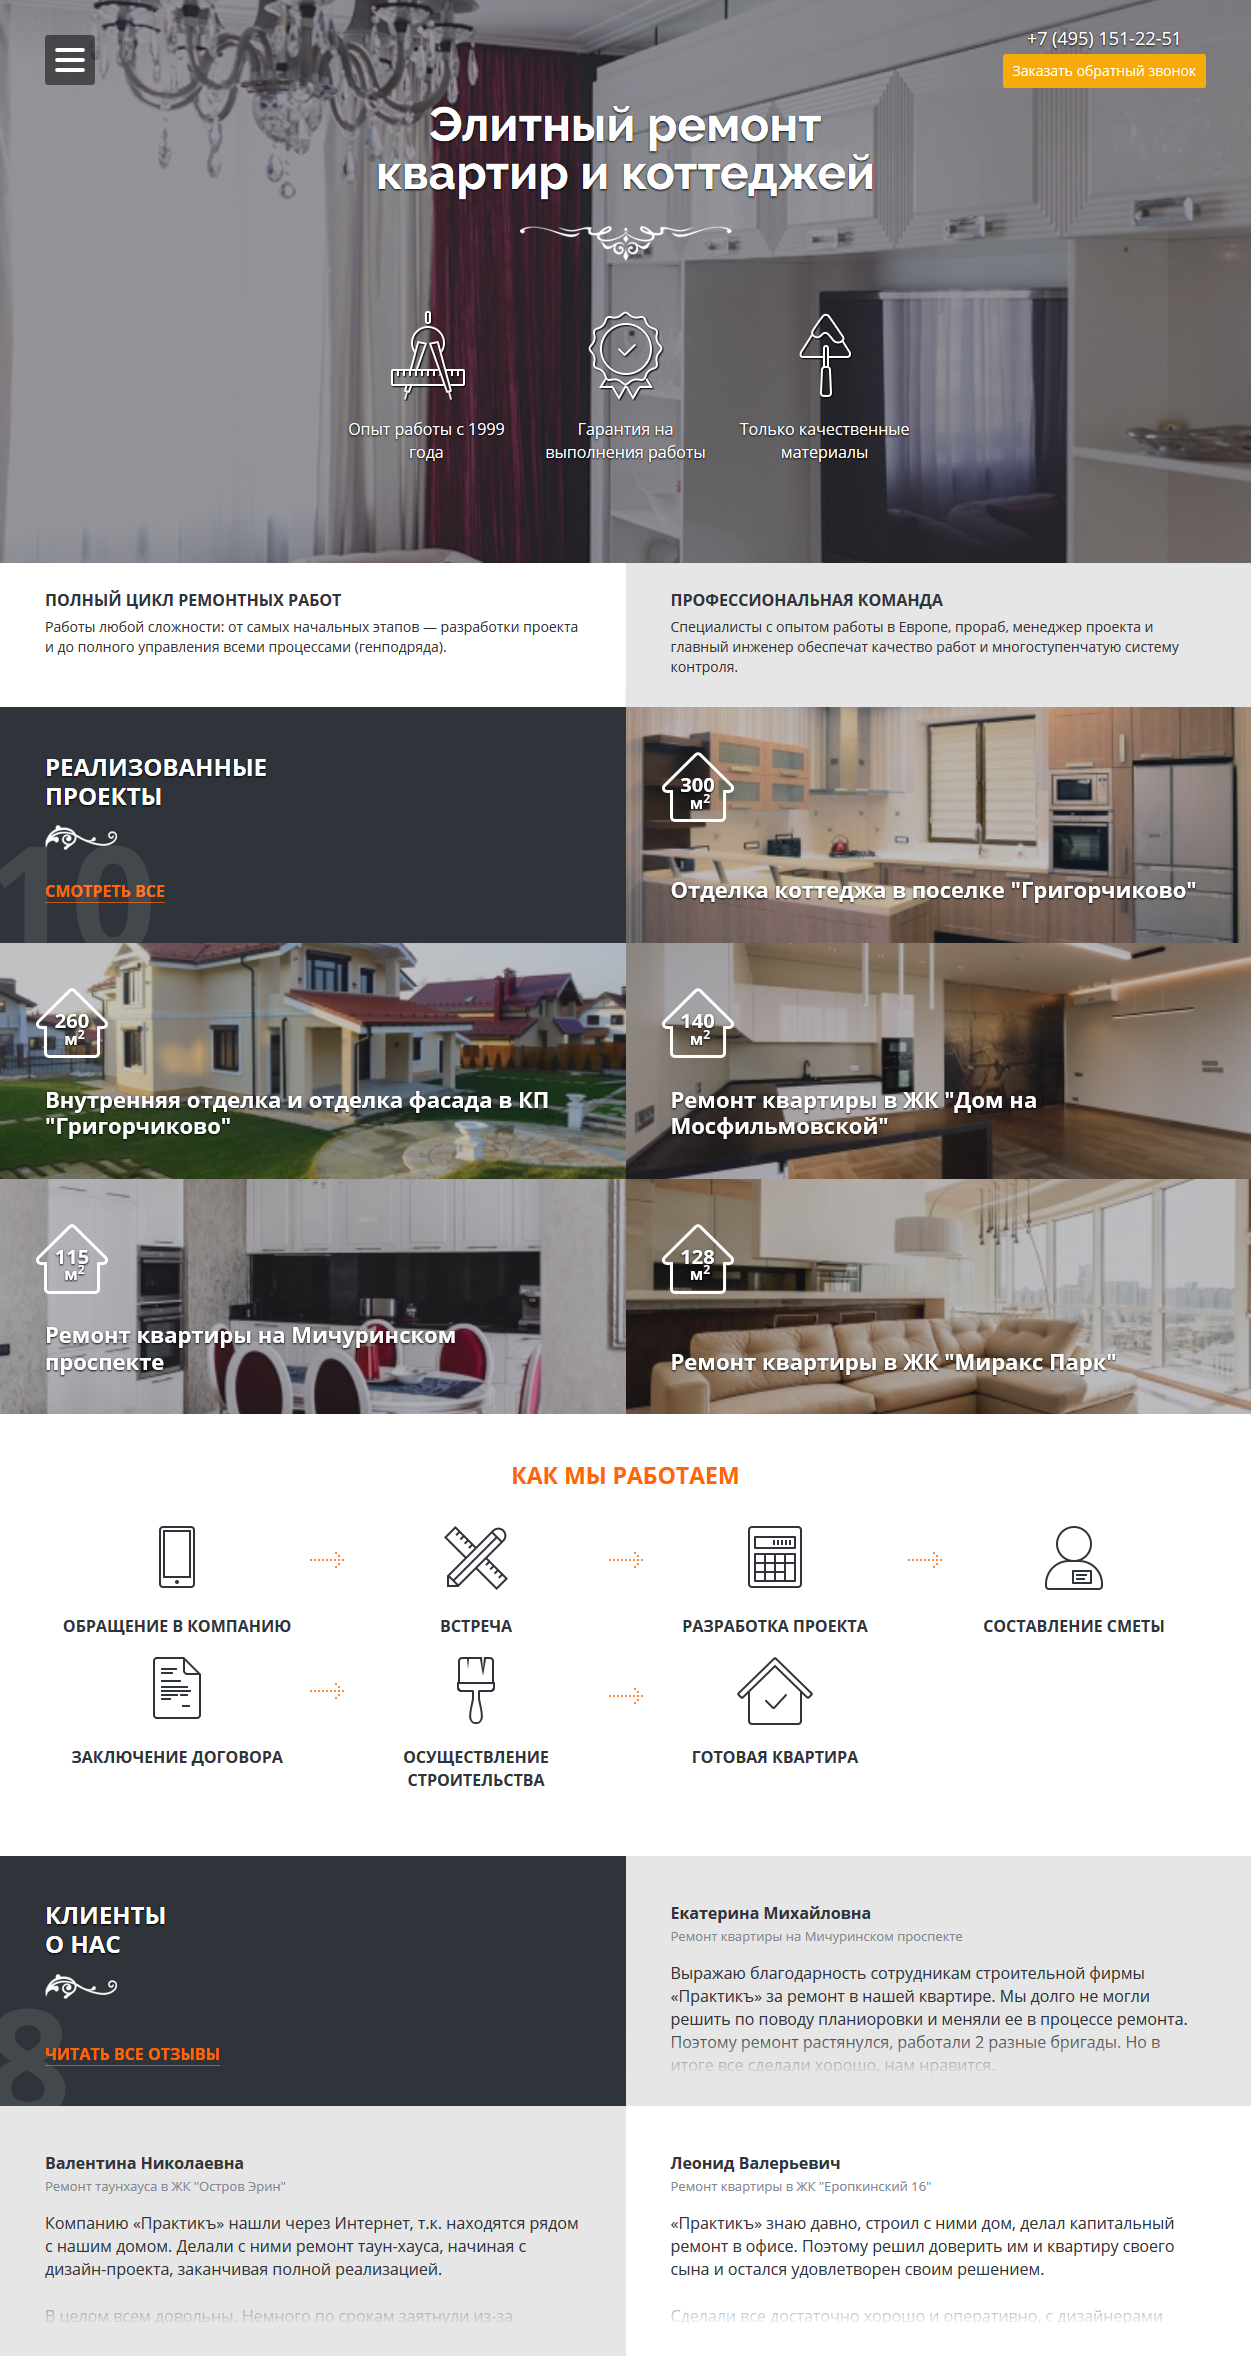 +7 (495) 151-22-51
Заказать обратный звонок
Элитный ремонт
квартир и коттеджей
Опыт работы с 1999
года
Гарантия на
выполнения работы
Только качественные
материалы
ПОЛНЫЙ ЦИКЛ РЕМОНТНЫХ РАБОТ
Работы любой сложности: от самых начальных этапов — разработки проекта
и до полного управления всеми процессами (генподряда).
ПРОФЕССИОНАЛЬНАЯ КОМАНДА
Специалисты с опытом работы в Европе, прораб, менеджер проекта и
главный инженер обеспечат качество работ и многоступенчатую систему
контроля.
РЕАЛИЗОВАННЫЕ
ПРОЕКТЫ
10
СМОТРЕТЬ ВСЕ
300
м²
Отделка коттеджа в поселке "Григорчиково"
260
м²
Внутренняя отделка и отделка фасада в КП
"Григорчиково"
140
м²
Ремонт квартиры в ЖК "Дом на
Мосфильмовской"
115
м²
Ремонт квартиры на Мичуринском
проспекте
128
м²
Ремонт квартиры в ЖК "Миракс Парк"
КАК МЫ РАБОТАЕМ
ОБРАЩЕНИЕ В КОМПАНИЮ
ВСТРЕЧА
РАЗРАБОТКА ПРОЕКТА
СОСТАВЛЕНИЕ СМЕТЫ
ЗАКЛЮЧЕНИЕ ДОГОВОРА
ОСУЩЕСТВЛЕНИЕ
СТРОИТЕЛЬСТВА
ГОТОВАЯ КВАРТИРА
КЛИЕНТЫ
О НАС
8
ЧИТАТЬ ВСЕ ОТЗЫВЫ
Екатерина Михайловна
Ремонт квартиры на Мичуринском проспекте
Выражаю благодарность сотрудникам строительной фирмы
«Практикъ» за ремонт в нашей квартире. Мы долго не могли
решить по поводу планиоровки и меняли ее в процессе ремонта.
Поэтому ремонт растянулся, работали 2 разные бригады. Но в
итоге все сделали хорошо, нам нравится.
Валентина Николаевна
Ремонт таунхауса в ЖК "Остров Эрин"
Компанию «Практикъ» нашли через Интернет, т.к. находятся рядом
с нашим домом. Делали с ними ремонт таун-хауса, начиная с
дизайн-проекта, заканчивая полной реализацией.
В целом всем довольны. Немного по срокам заятнули из-за
Леонид Валерьевич
Ремонт квартиры в ЖК "Еропкинский 16"
«Практикъ» знаю давно, строил с ними дом, делал капитальный
ремонт в офисе. Поэтому решил доверить им и квартиру своего
сына и остался удовлетворен своим решением.
Сделали все достаточно хорошо и оперативно, с дизайнерами